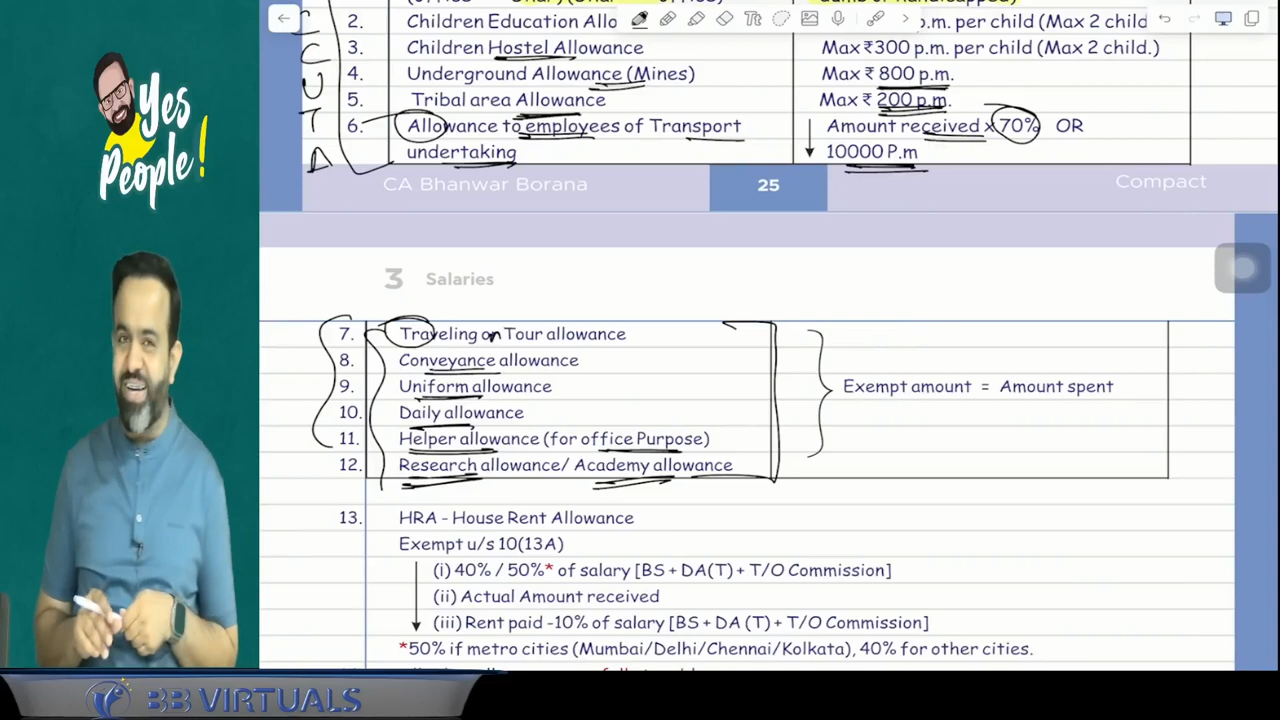 2. Children Education Allo p.m. per child (Max 2 child
3. Children Hostel Allowance Max ₹300 p.m. per child (Max 2 child.)
4. Underground Allowance (Mines) Max ₹ 800 p.m.
5. Tribal area Allowance Max ₹ 200 p.m.
6. Allowance to employees of Transport Amount received x 70% OR
undertaking 10000 P.m
CA Bhanwar Borana 25 Compact
Yes
People!
3 Salaries
7. Traveling on Tour allowance
8. Conveyance allowance
9. Uniform allowance Exempt amount = Amount spent
10. Daily allowance
11. Helper allowance (for office Purpose)
12. Research allowance/ Academy allowance
13. HRA - House Rent Allowance
Exempt u/s 10(13A)
(i) 40% / 50%* of salary [BS + DA(T) + T/O Commission]
(ii) Actual Amount received
(iii) Rent paid -10% of salary [BS + DA (T) + T/O Commission]
*50% if metro cities (Mumbai/Delhi/Chennai/Kolkata), 40% for other cities.
BB VIRTUALS